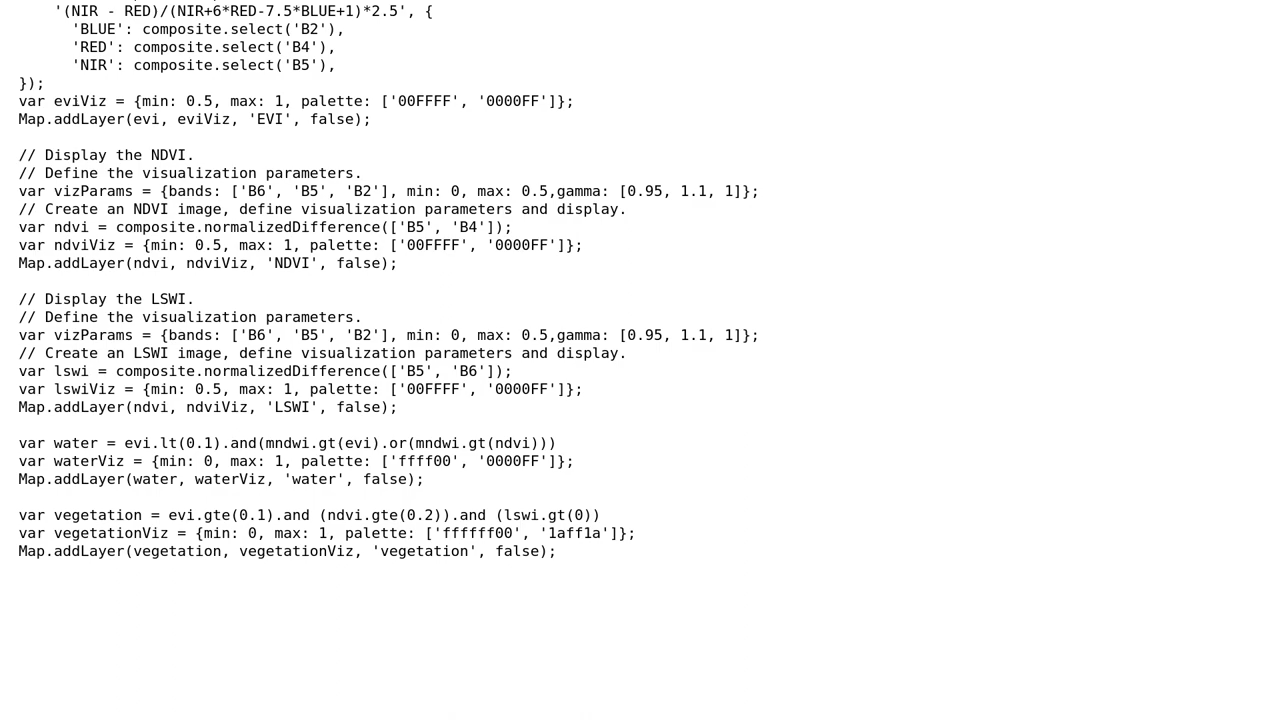 '(NIR - RED)/(NIR+6*RED-7.5*BLUE+1)*2.5', {
'BLUE': composite.select('B2'),
'RED': composite.select('B4'),
'NIR': composite.select('B5'),
});
var eviViz = {min: 0.5, max: 1, palette: ['00FFFF', '0000FF']};
Map.addLayer(evi, eviViz, 'EVI', false);
// Display the NDVI.
// Define the visualization parameters.
var vizParams = {bands: ['B6', 'B5', 'B2'], min: 0, max: 0.5,gamma: [0.95, 1.1, 1]};
// Create an NDVI image, define visualization parameters and display.
var ndvi = composite.normalizedDifference(['B5', 'B4']);
var ndviViz = {min: 0.5, max: 1, palette: ['00FFFF', '0000FF']};
Map.addLayer(ndvi, ndviViz, 'NDVI', false);
// Display the LSWI.
// Define the visualization parameters.
var vizParams = {bands: ['B6', 'B5', 'B2'], min: 0, max: 0.5,gamma: [0.95, 1.1, 1]};
// Create an LSWI image, define visualization parameters and display.
var lswi = composite.normalizedDifference(['B5', 'B6']);
var lswiViz = {min: 0.5, max: 1, palette: ['00FFFF', '0000FF']};
Map.addLayer(ndvi, ndviViz, 'LSWI', false);
var water = evi.lt(0.1).and(mndwi.gt(evi).or(mndwi.gt(ndvi)))
var waterViz = {min: 0, max: 1, palette: ['ffff00', '0000FF']};
Map.addLayer(water, waterViz, 'water', false);
var vegetation = evi.gte(0.1).and (ndvi.gte(0.2)).and (lswi.gt(0))
var vegetationViz = {min: 0, max: 1, palette: ['ffffff00', '1aff1a']};
Map.addLayer(vegetation, vegetationViz, 'vegetation', false);